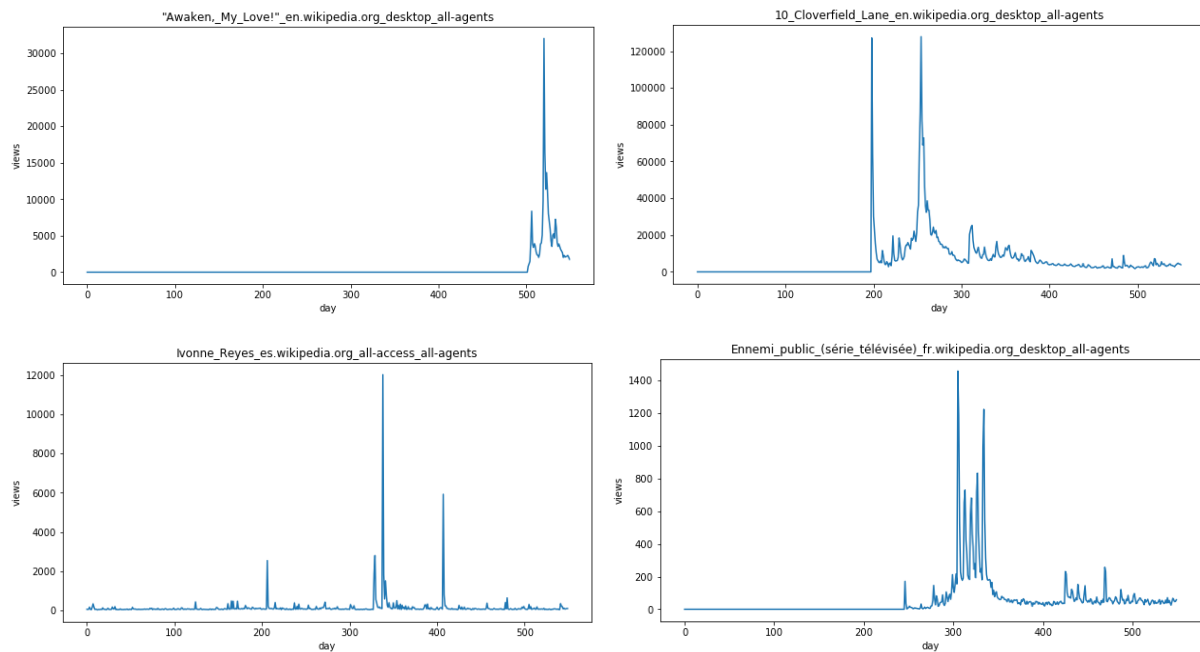 "Awaken,_My_Love!"_en.wikipedia.org_desktop_all-agents
views
30000
25000
20000
15000
10000
5000
0
0 100 200 300 400 500
day
10_Cloverfield_Lane_en.wikipedia.org_desktop_all-agents
views
120000
100000
80000
60000
40000
20000
0
0 100 200 300 400 500
day
Ivonne_Reyes_es.wikipedia.org_all-access_all-agents
views
12000
10000
8000
6000
4000
2000
0
0 100 200 300 400 500
day
Ennemi_public_(série_télévisée)_fr.wikipedia.org_desktop_all-agents
views
1400
1200
1000
800
600
400
200
0
0 100 200 300 400 500
day